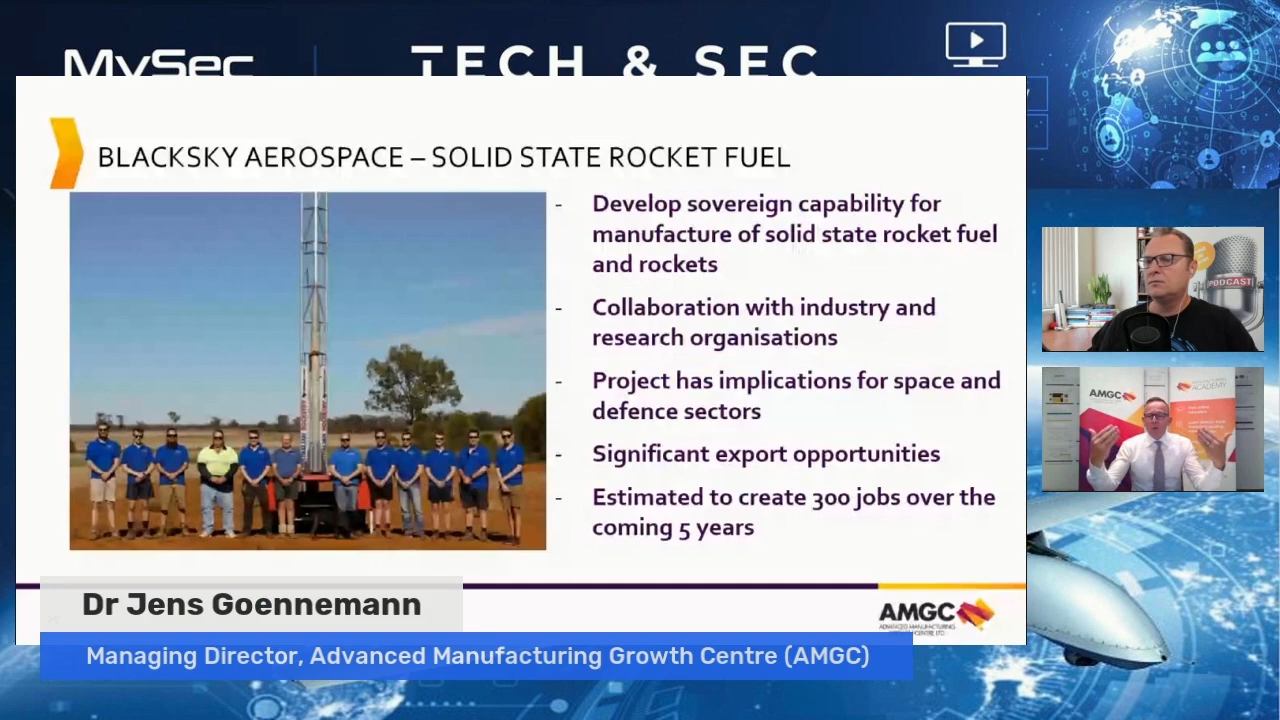 MySec
TECH & SEC
BLACKSKY AEROSPACE – SOLID STATE ROCKET FUEL
- Develop sovereign capability for
manufacture of solid state rocket fuel
and rockets
- Collaboration with industry and
research organisations
- Project has implications for space and
defence sectors
- Significant export opportunities
- Estimated to create 300 jobs over the
coming 5 years
PODCAST
AMGC
ACADEMY
AMGC
ADVANCED MANUFACTURING
Dr Jens Goennemann
Managing Director, Advanced Manufacturing Growth Centre (AMGC)